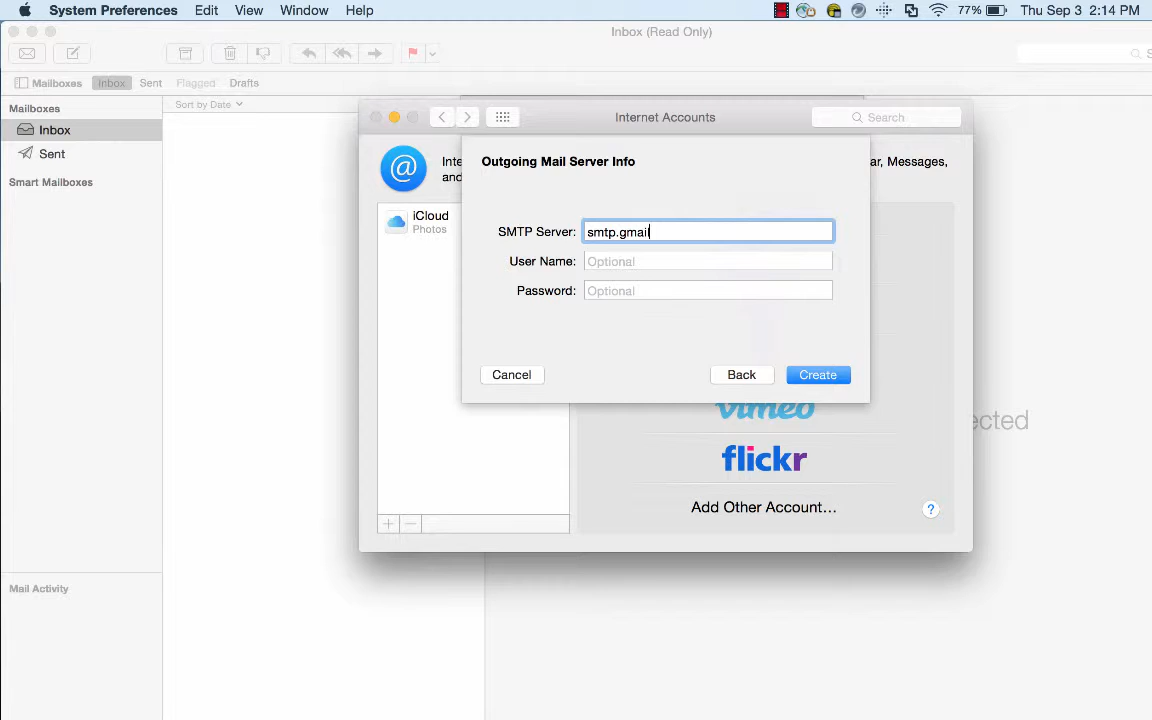 System Preferences Edit View Window Help 77% Thu Sep 3 2:14 PM
Inbox (Read Only)
Mailboxes Inbox Sent Flagged Drafts
Mailboxes
Sort by Date
Inbox
Sent
Smart Mailboxes
Mail Activity
Internet Accounts
Search
Inte
ar, Messages,
and
iCloud
Photos
Outgoing Mail Server Info
SMTP Server: smtp.gmail
User Name: Optional
Password: Optional
Cancel Back Create
vimeo
ected
flickr
Add Other Account... ?